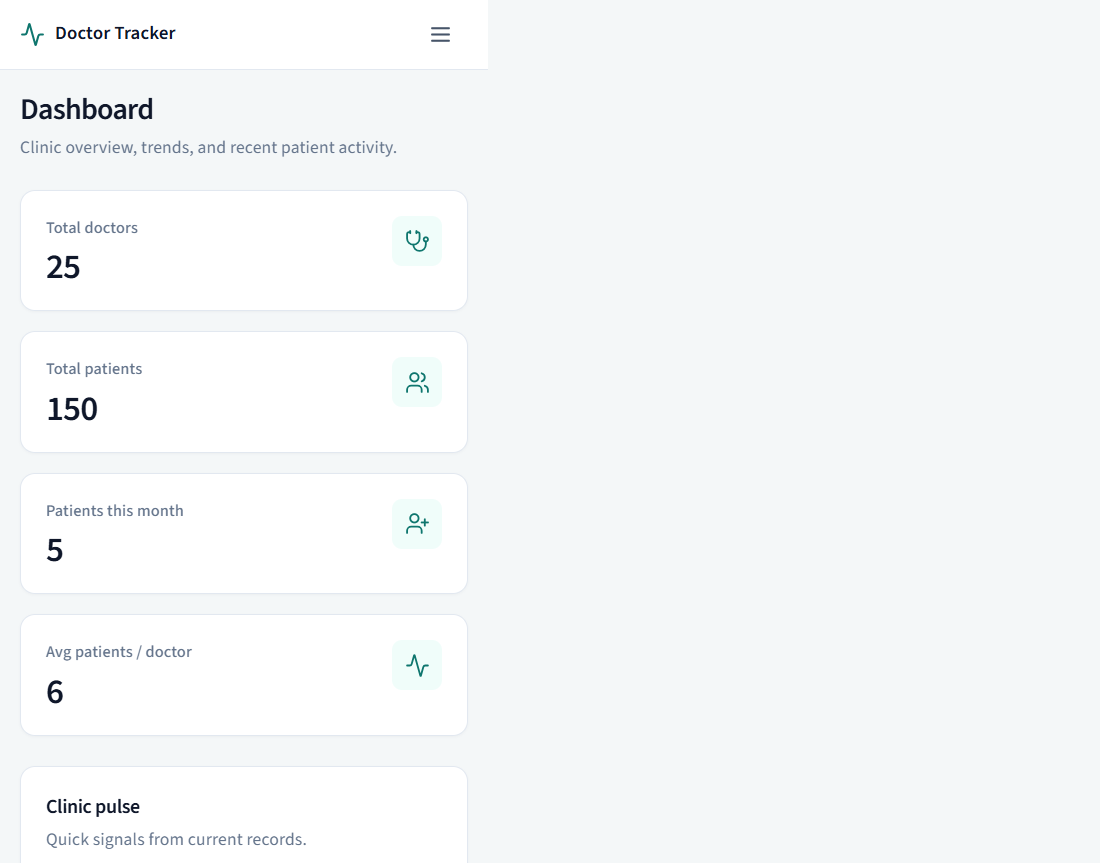 Doctor Tracker
Dashboard
Clinic overview, trends, and recent patient activity.
Total doctors
25
Total patients
150
Patients this month
5
Avg patients / doctor
6
Clinic pulse
Quick signals from current records.